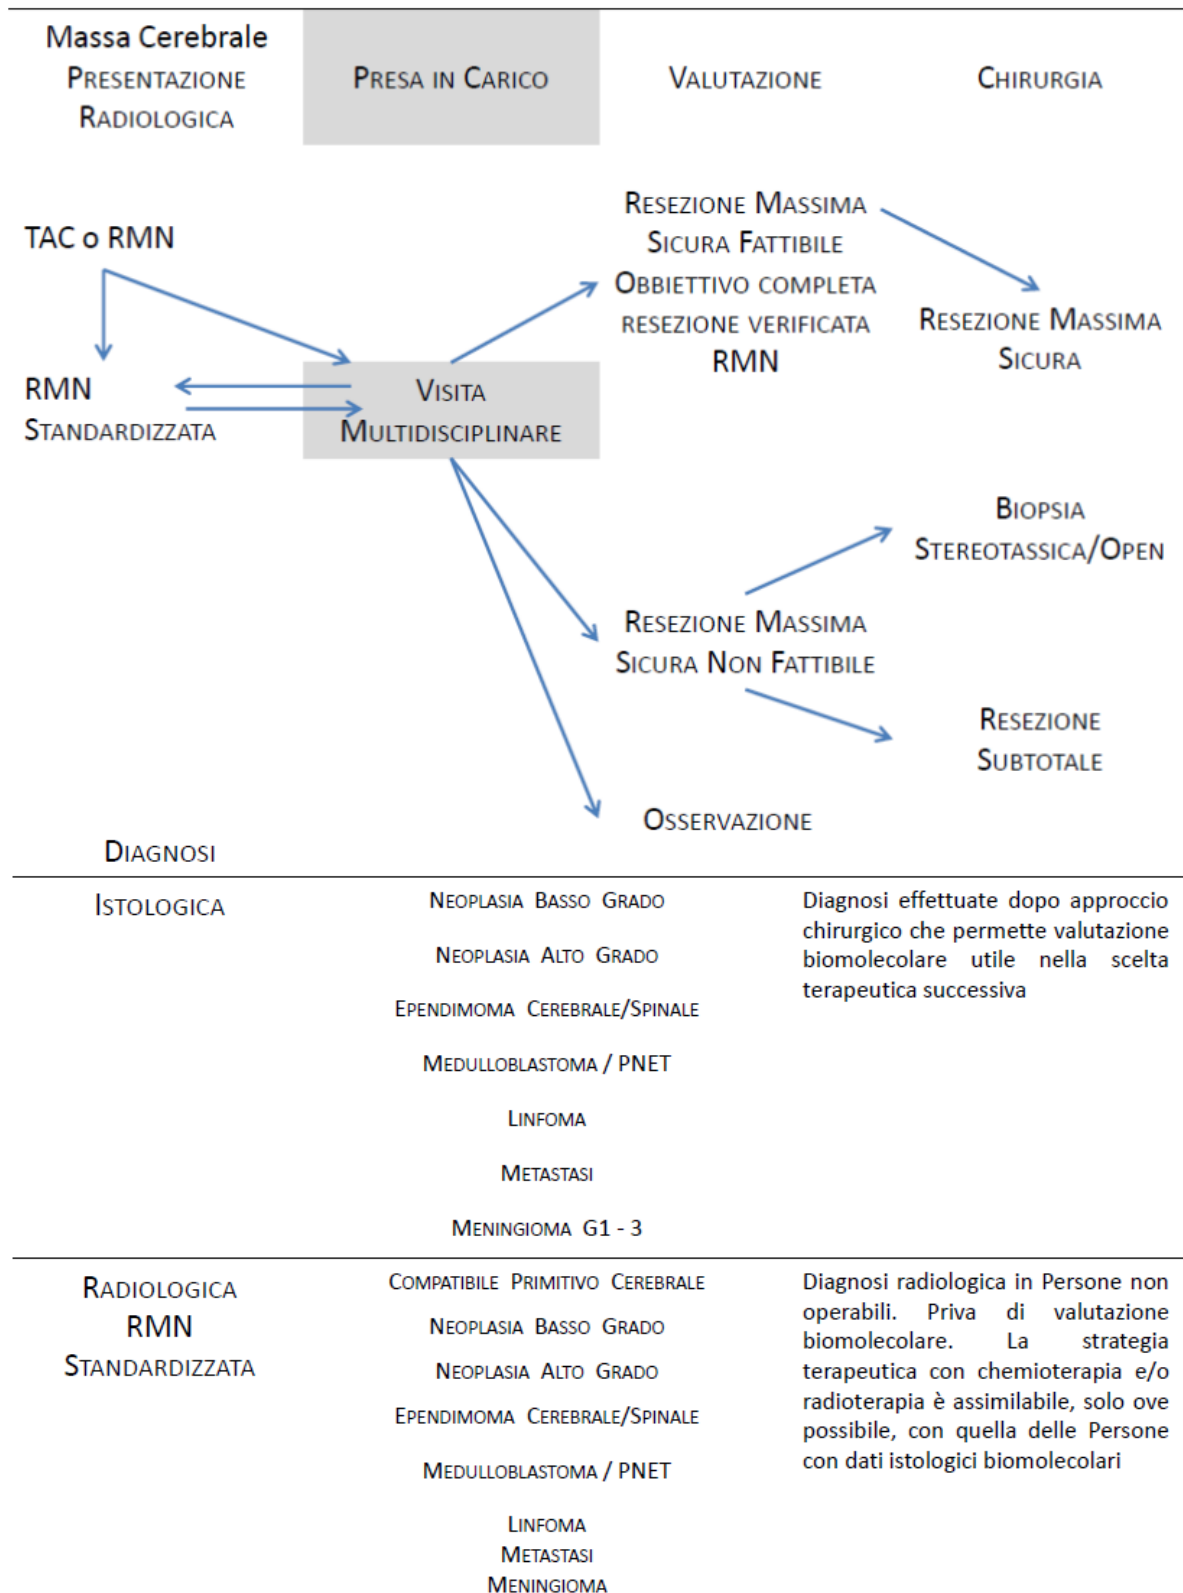 Massa Cerebrale
Presentazione
Radiologica
Presa in Carico
Valutazione
Chirurgia
TAC o RMN
RMN
Standardizzata
Visita
Multidisciplinare
Resezione Massima
Sicura Fattibile
Obbiettivo completa
resezione verificata
RMN
Resezione Massima
Sicura
Biopsia
Stereotassica/Open
Resezione Massima
Sicura Non Fattibile
Resezione
Subtotale
Osservazione
Diagnosi
Istologica
Neoplasia Basso Grado
Neoplasia Alto Grado
Ependimoma Cerebrale/Spinale
Medulloblastoma / PNET
Linfoma
Metastasi
Meningioma G1 - 3
Diagnosi effettuate dopo approccio
chirurgico che permette valutazione
biomolecolare utile nella scelta
terapeutica successiva
Radiologica
RMN
Standardizzata
Compatibile Primitivo Cerebrale
Neoplasia Basso Grado
Neoplasia Alto Grado
Ependimoma Cerebrale/Spinale
Medulloblastoma / PNET
Linfoma
Metastasi
Meningioma
Diagnosi radiologica in Persone non
operabili. Priva di valutazione
biomolecolare. La strategia
terapeutica con chemioterapia e/o
radioterapia è assimilabile, solo ove
possibile, con quella delle Persone
con dati istologici biomolecolari